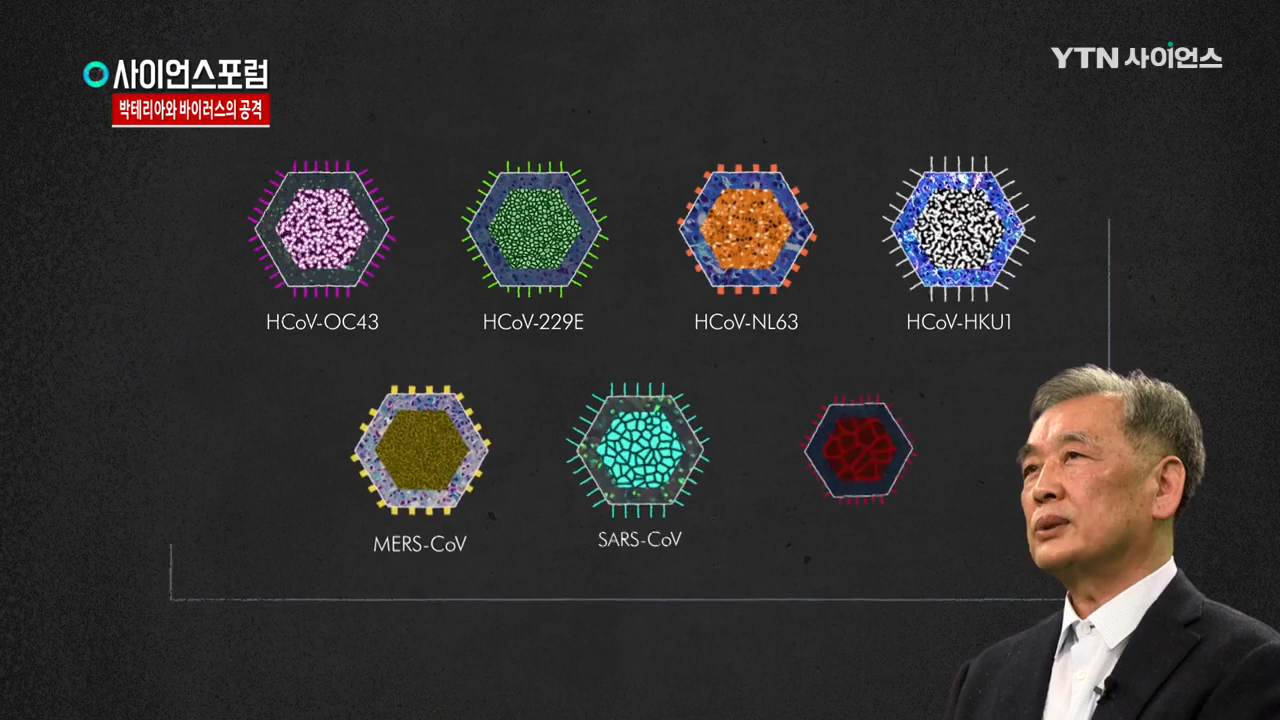 사이언스포럼
YTN 사이언스
박테리아와 바이러스의 공격
HCoV-OC43
HCoV-229E
HCoV-NL63
HCoV-HKU1
MERS-CoV
SARS-CoV